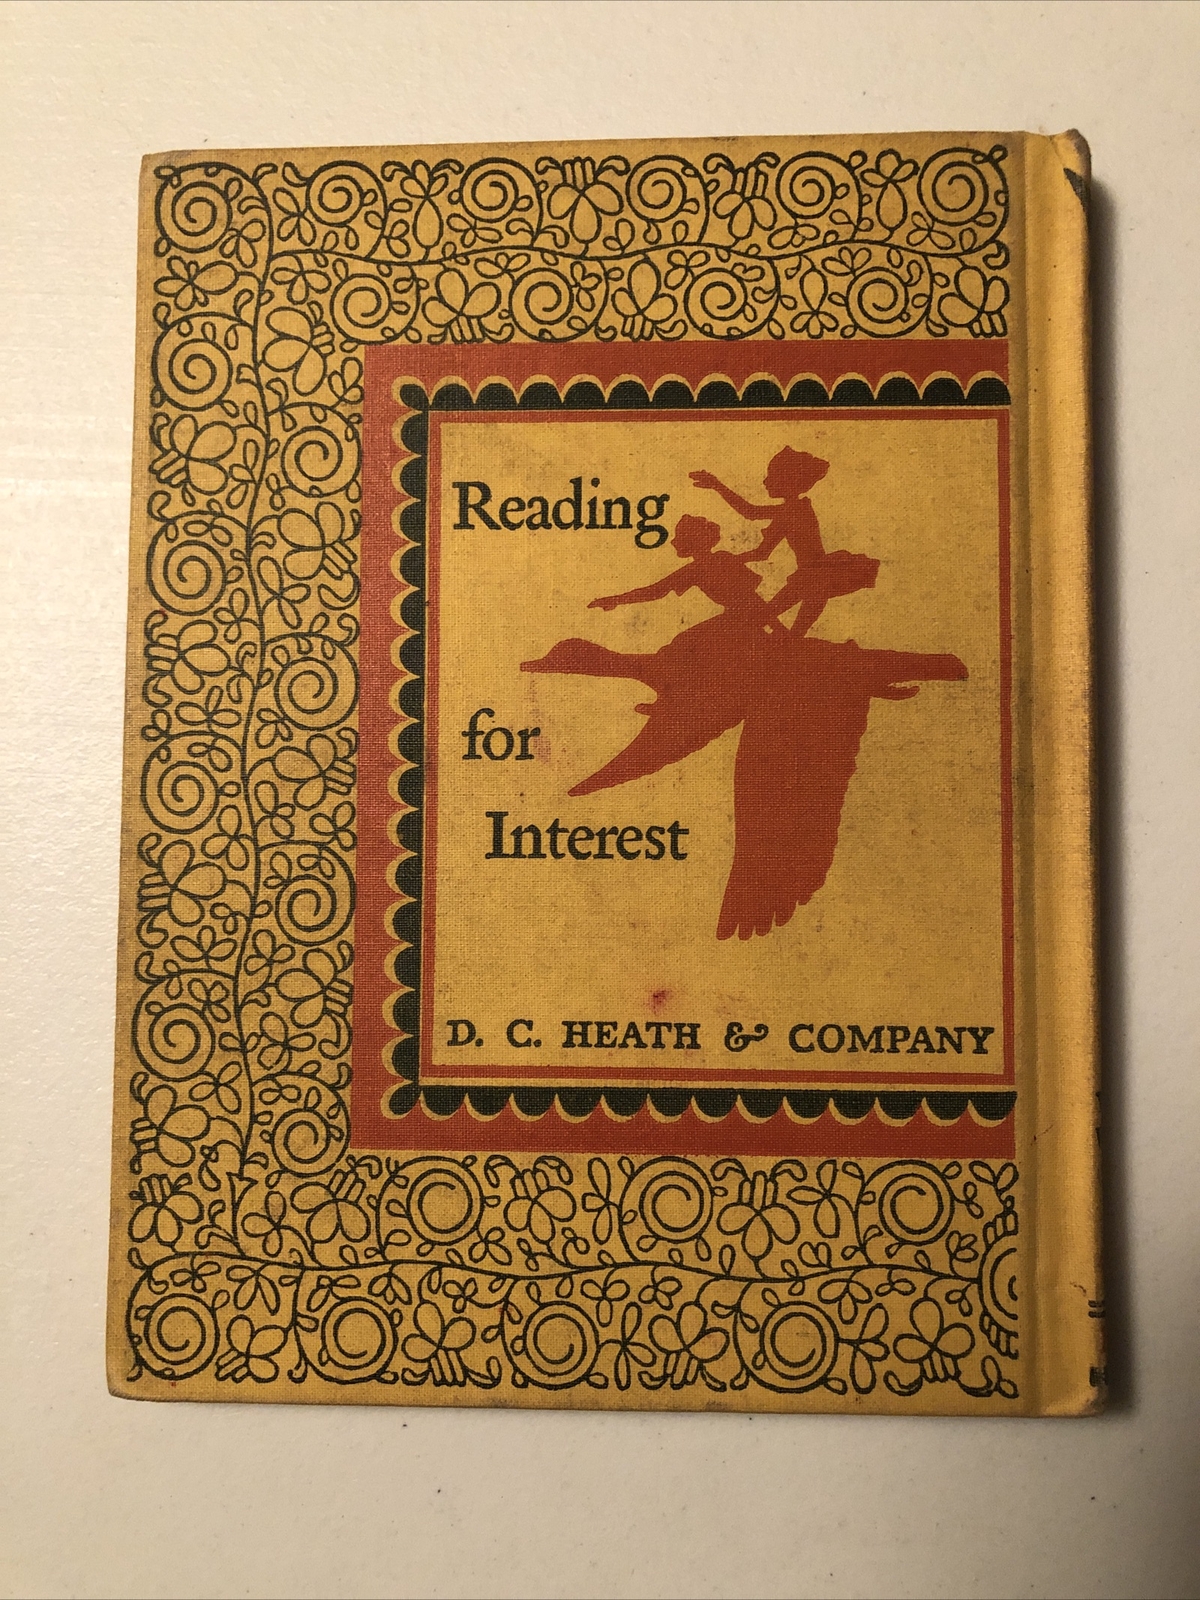 Reading
for
Interest
D. C. HEATH & COMPANY